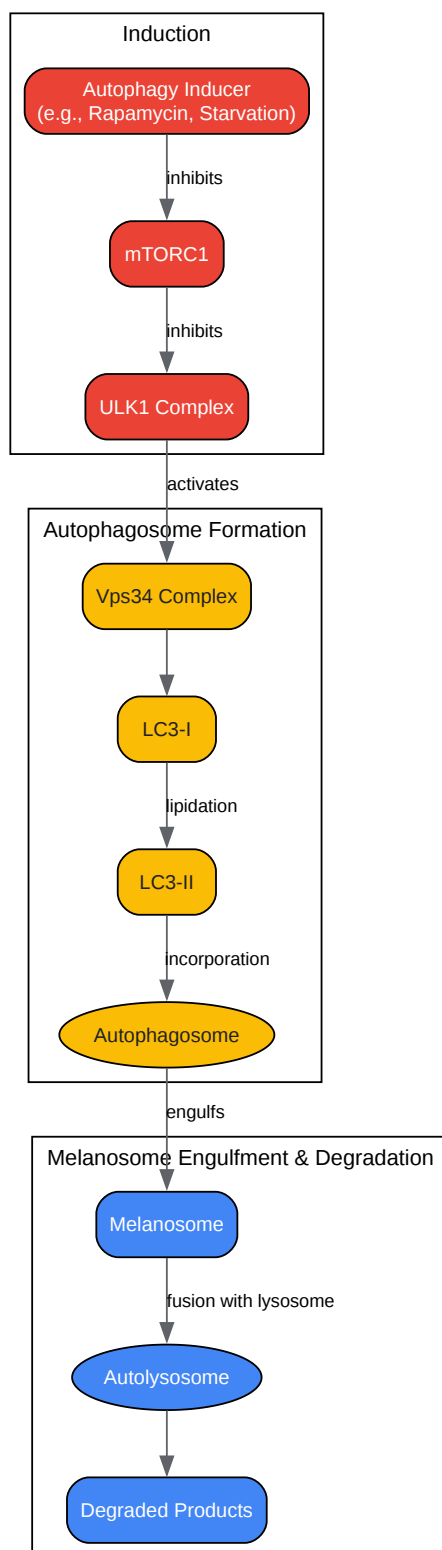 Induction
Autophagy Inducer
(e.g., Rapamycin, Starvation)
inhibits
mTORC1
inhibits
ULK1 Complex
activates
Autophagosome Formation
Vps34 Complex
LC3-I
lipidation
LC3-II
incorporation
Autophagosome
engulfs
Melanosome Engulfment & Degradation
Melanosome
fusion with lysosome
Autolysosome
Degraded Products